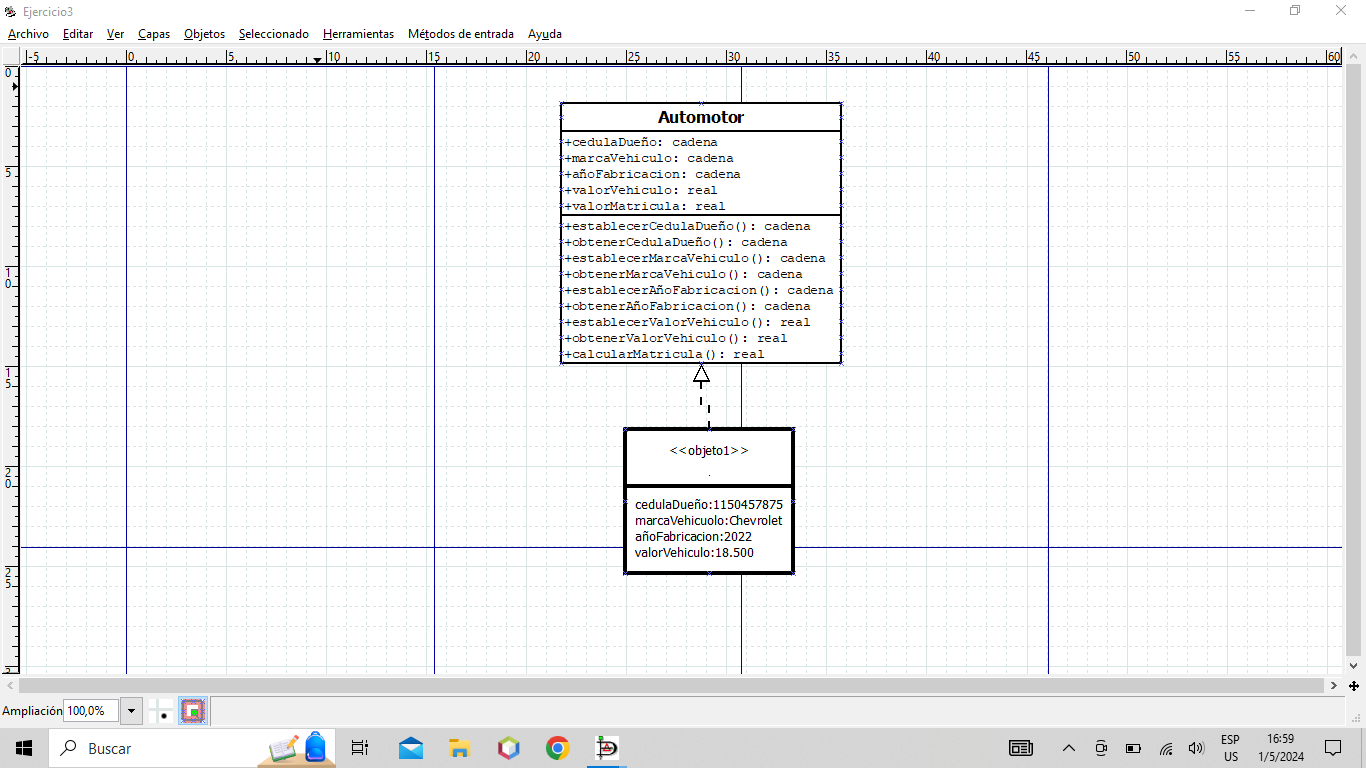 Ejercicio3
Archivo Editar Ver Capas Objetos Seleccionado Herramientas Métodos de entrada Ayuda
-5 0 5 10 15 20 25 30 35 40 45 50 55 60
0
5
10
15
20
25
Automotor
+cedulaDueño: cadena
+marcaVehiculo: cadena
+añoFabricacion: cadena
+valorVehiculo: real
+valorMatricula: real
+establecerCedulaDueño(): cadena
+obtenerCedulaDueño(): cadena
+establecerMarcaVehiculo(): cadena
+obtenerMarcaVehiculo(): cadena
+establecerAñoFabricacion(): cadena
+obtenerAñoFabricacion(): cadena
+establecerValorVehiculo(): real
+obtenerValorVehiculo(): real
+calcularMatricula(): real
<<objeto1>>
.
cedulaDueño:1150457875
marcaVehicuolo:Chevrolet
añoFabricacion:2022
valorVehiculo:18.500
Ampliación 100,0%
Buscar
ESP
US
16:59
1/5/2024